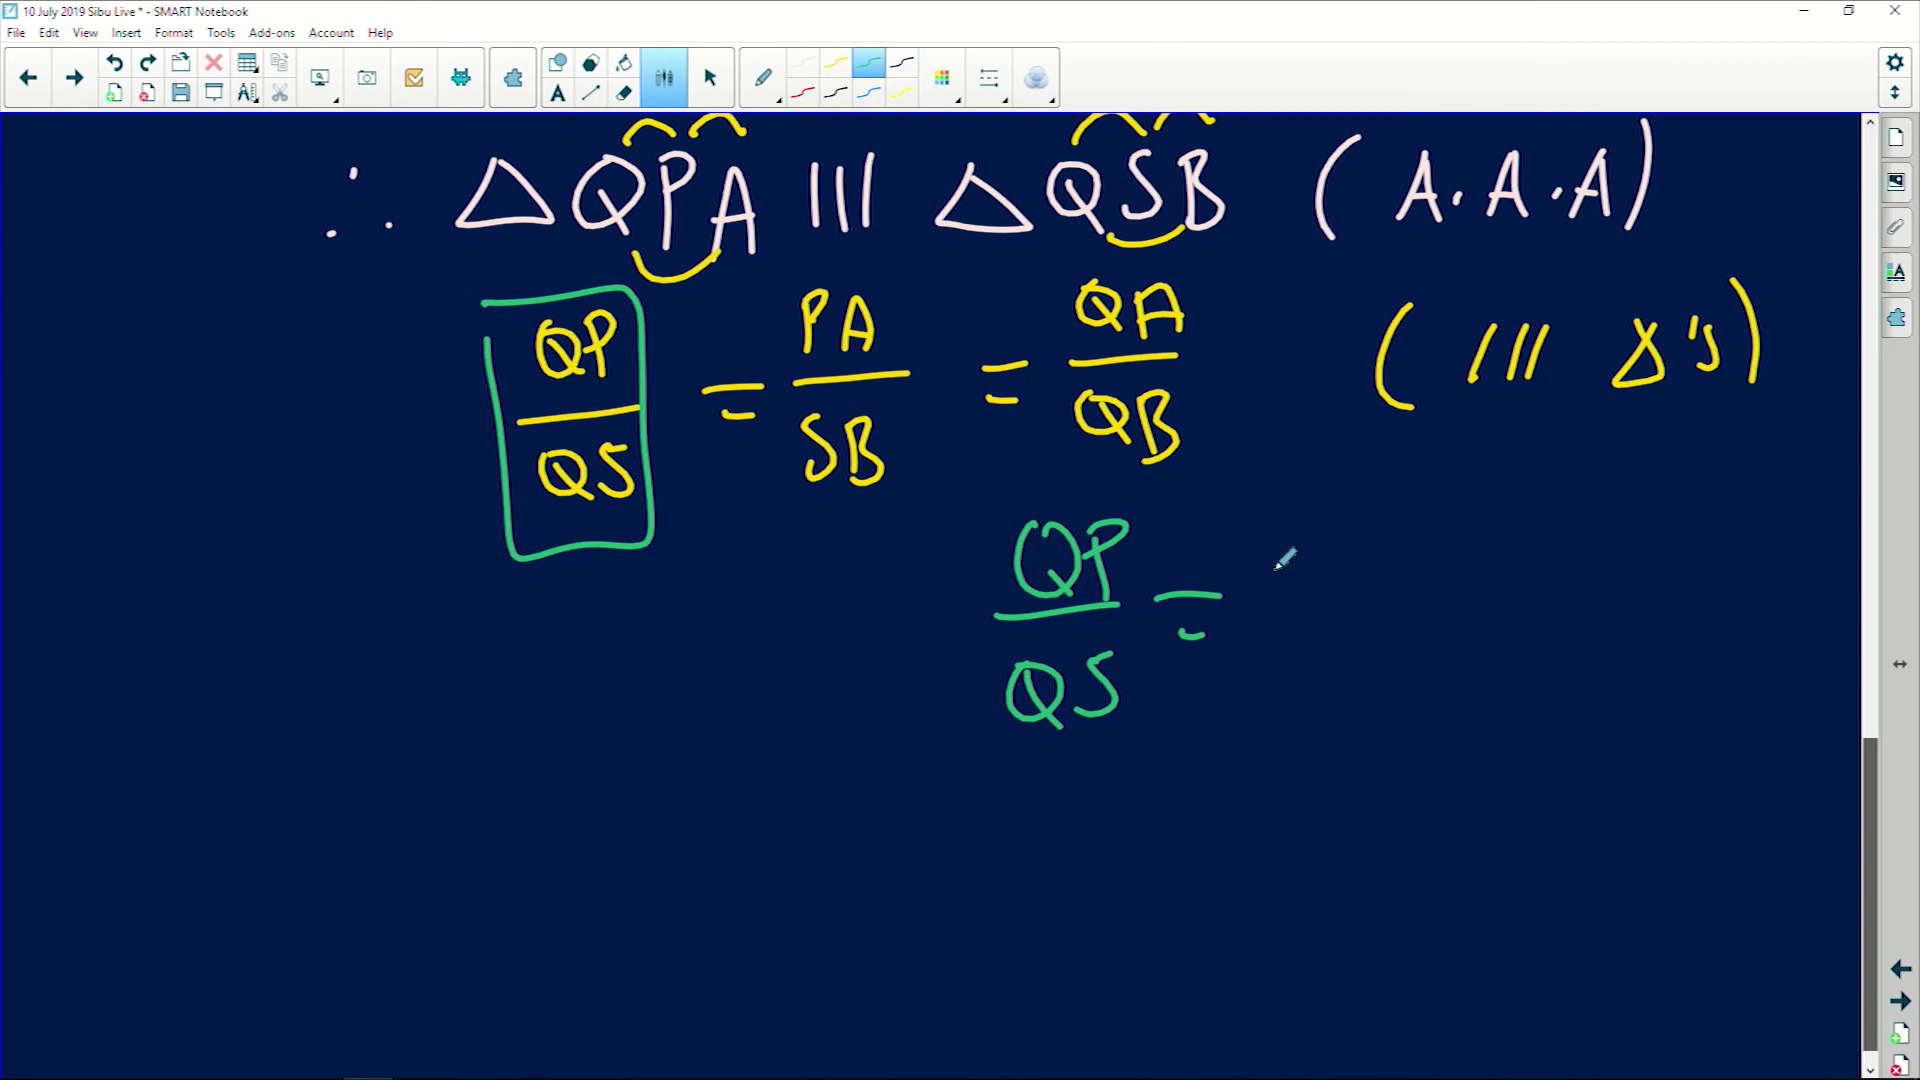 10 July 2019 Sibu Live * - SMART Notebook
File Edit View Insert Format Tools Add-ons Account Help
∴ △QPA ||| △QSB (A.A.A)
QP/QS = PA/SB = QA/QB (||| △'s)
QP/QS =